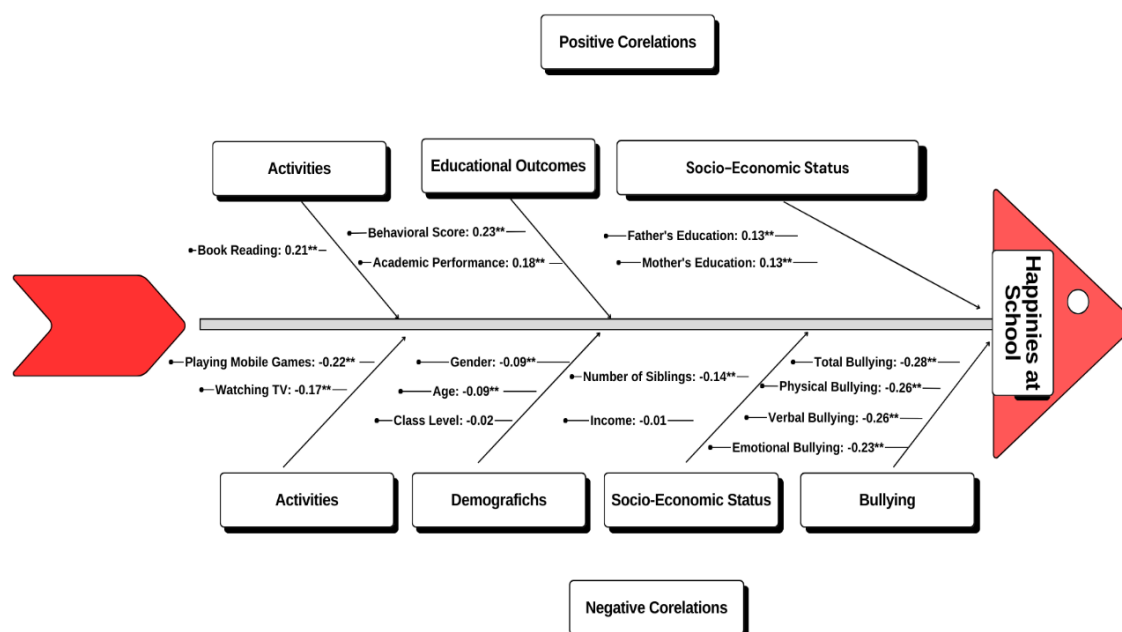 Positive Corelations
Activities
Educational Outcomes
Socio-Economic Status
Behavioral Score: 0.23**
Father's Education: 0.13**
Book Reading: 0.21**
Academic Performance: 0.18**
Mother's Education: 0.13**
Happinies at
School
Playing Mobile Games: -0.22**
Gender: -0.09**
Total Bullying: -0.28**
Number of Siblings: -0.14**
Watching TV: -0.17**
Age: -0.09**
Physical Bullying: -0.26**
Class Level: -0.02
Income: -0.01
Verbal Bullying: -0.26**
Emotional Bullying: -0.23**
Activities
Demografichs
Socio-Economic Status
Bullying
Negative Corelations